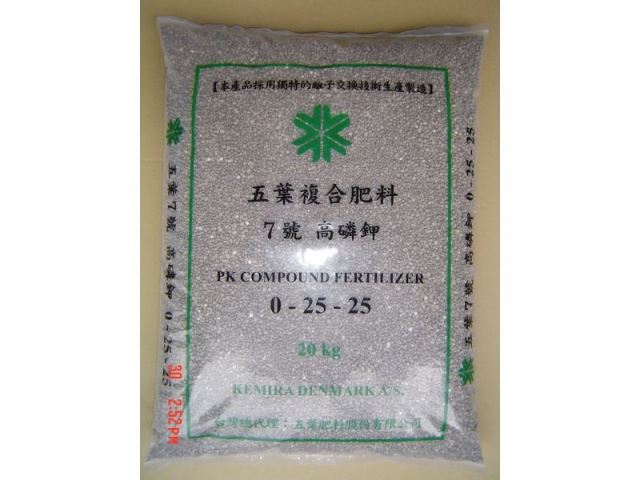 【本產品採用獨特的離子交換技術生產製造】
五葉複合肥料
7號 高磷鉀
PK COMPOUND FERTILIZER
0 - 25 - 25
20 kg
KEMIRA DENMARK A/S.
台灣總代理：五葉肥料股份有限公司
五葉7號 高磷鉀 0-25-25
五葉7號 高磷鉀 0-25-25
30 2:52PM